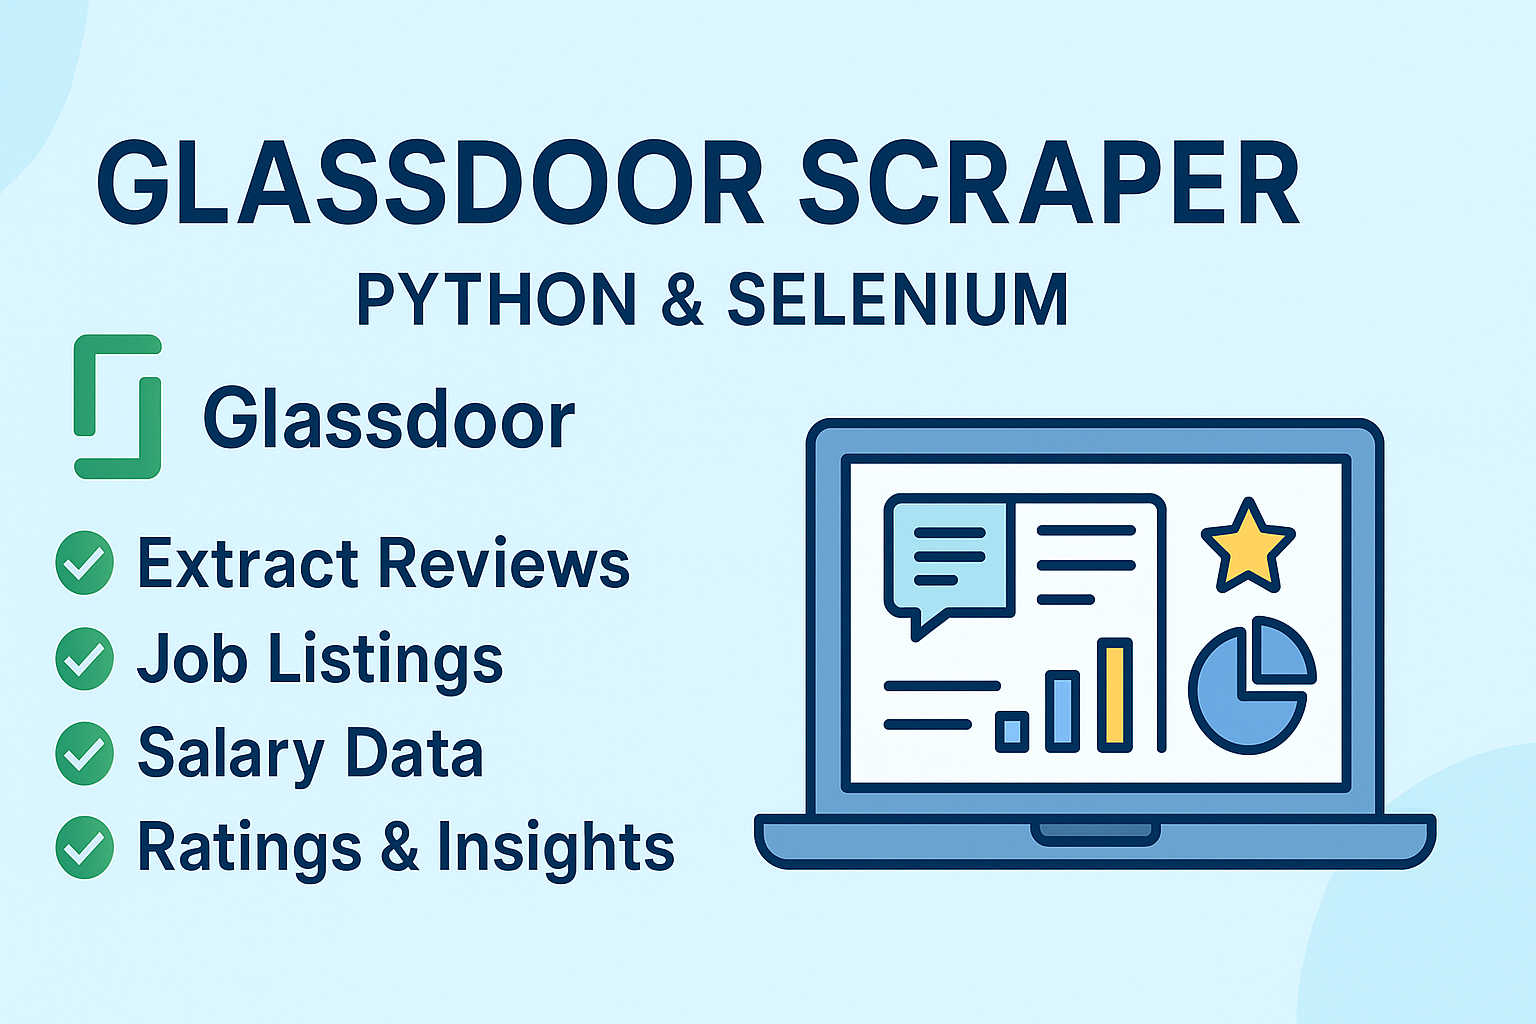 GLASSDOOR SCRAPER
PYTHON & SELENIUM
Glassdoor
Extract Reviews
Job Listings
Salary Data
Ratings & Insights